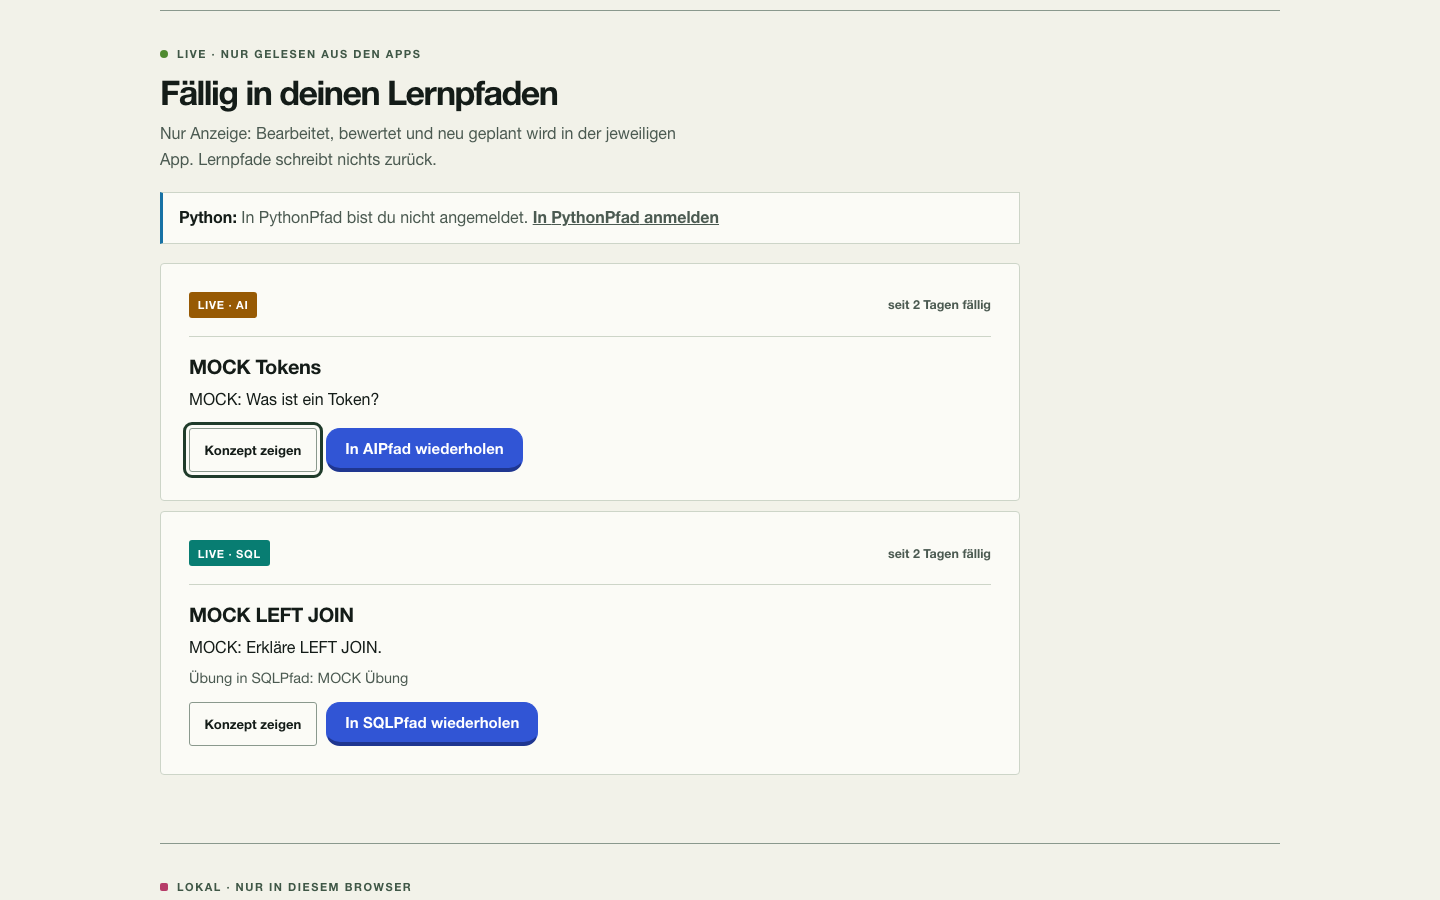 LIVE · NUR GELESEN AUS DEN APPS
Fällig in deinen Lernpfaden
Nur Anzeige: Bearbeitet, bewertet und neu geplant wird in der jeweiligen
App. Lernpfade schreibt nichts zurück.
Python: In PythonPfad bist du nicht angemeldet. In PythonPfad anmelden
LIVE · AI
seit 2 Tagen fällig
MOCK Tokens
MOCK: Was ist ein Token?
Konzept zeigen
In AIPfad wiederholen
LIVE · SQL
seit 2 Tagen fällig
MOCK LEFT JOIN
MOCK: Erkläre LEFT JOIN.
Übung in SQLPfad: MOCK Übung
Konzept zeigen
In SQLPfad wiederholen
LOKAL · NUR IN DIESEM BROWSER